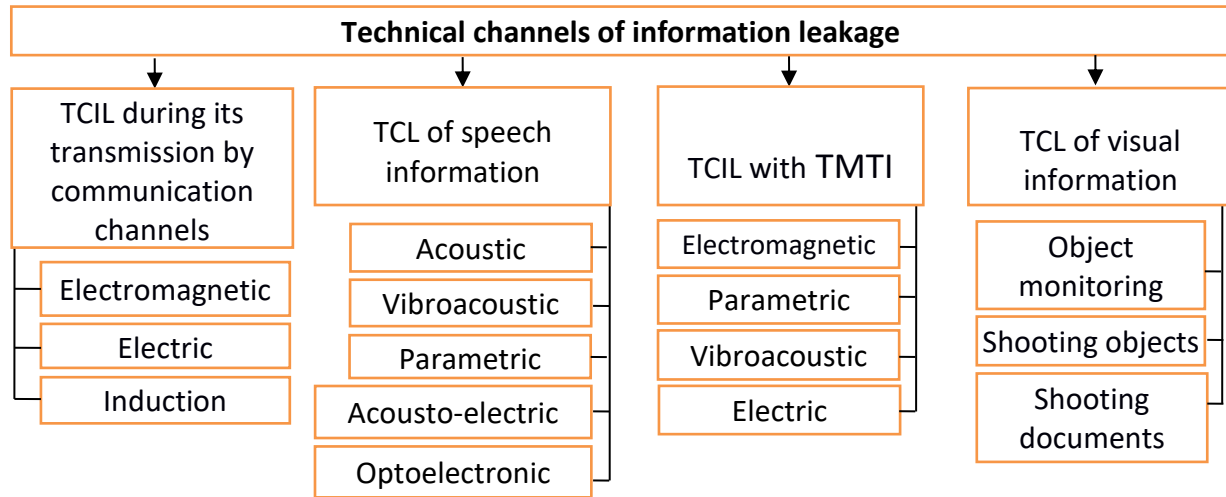 Technical channels of information leakage
TCIL during its
transmission by
communication
channels
Electromagnetic
Electric
Induction
TCL of speech
information
Acoustic
Vibroacoustic
Parametric
Acousto-electric
Optoelectronic
TCIL with TMTI
Electromagnetic
Parametric
Vibroacoustic
Electric
TCL of visual
information
Object
monitoring
Shooting objects
Shooting
documents